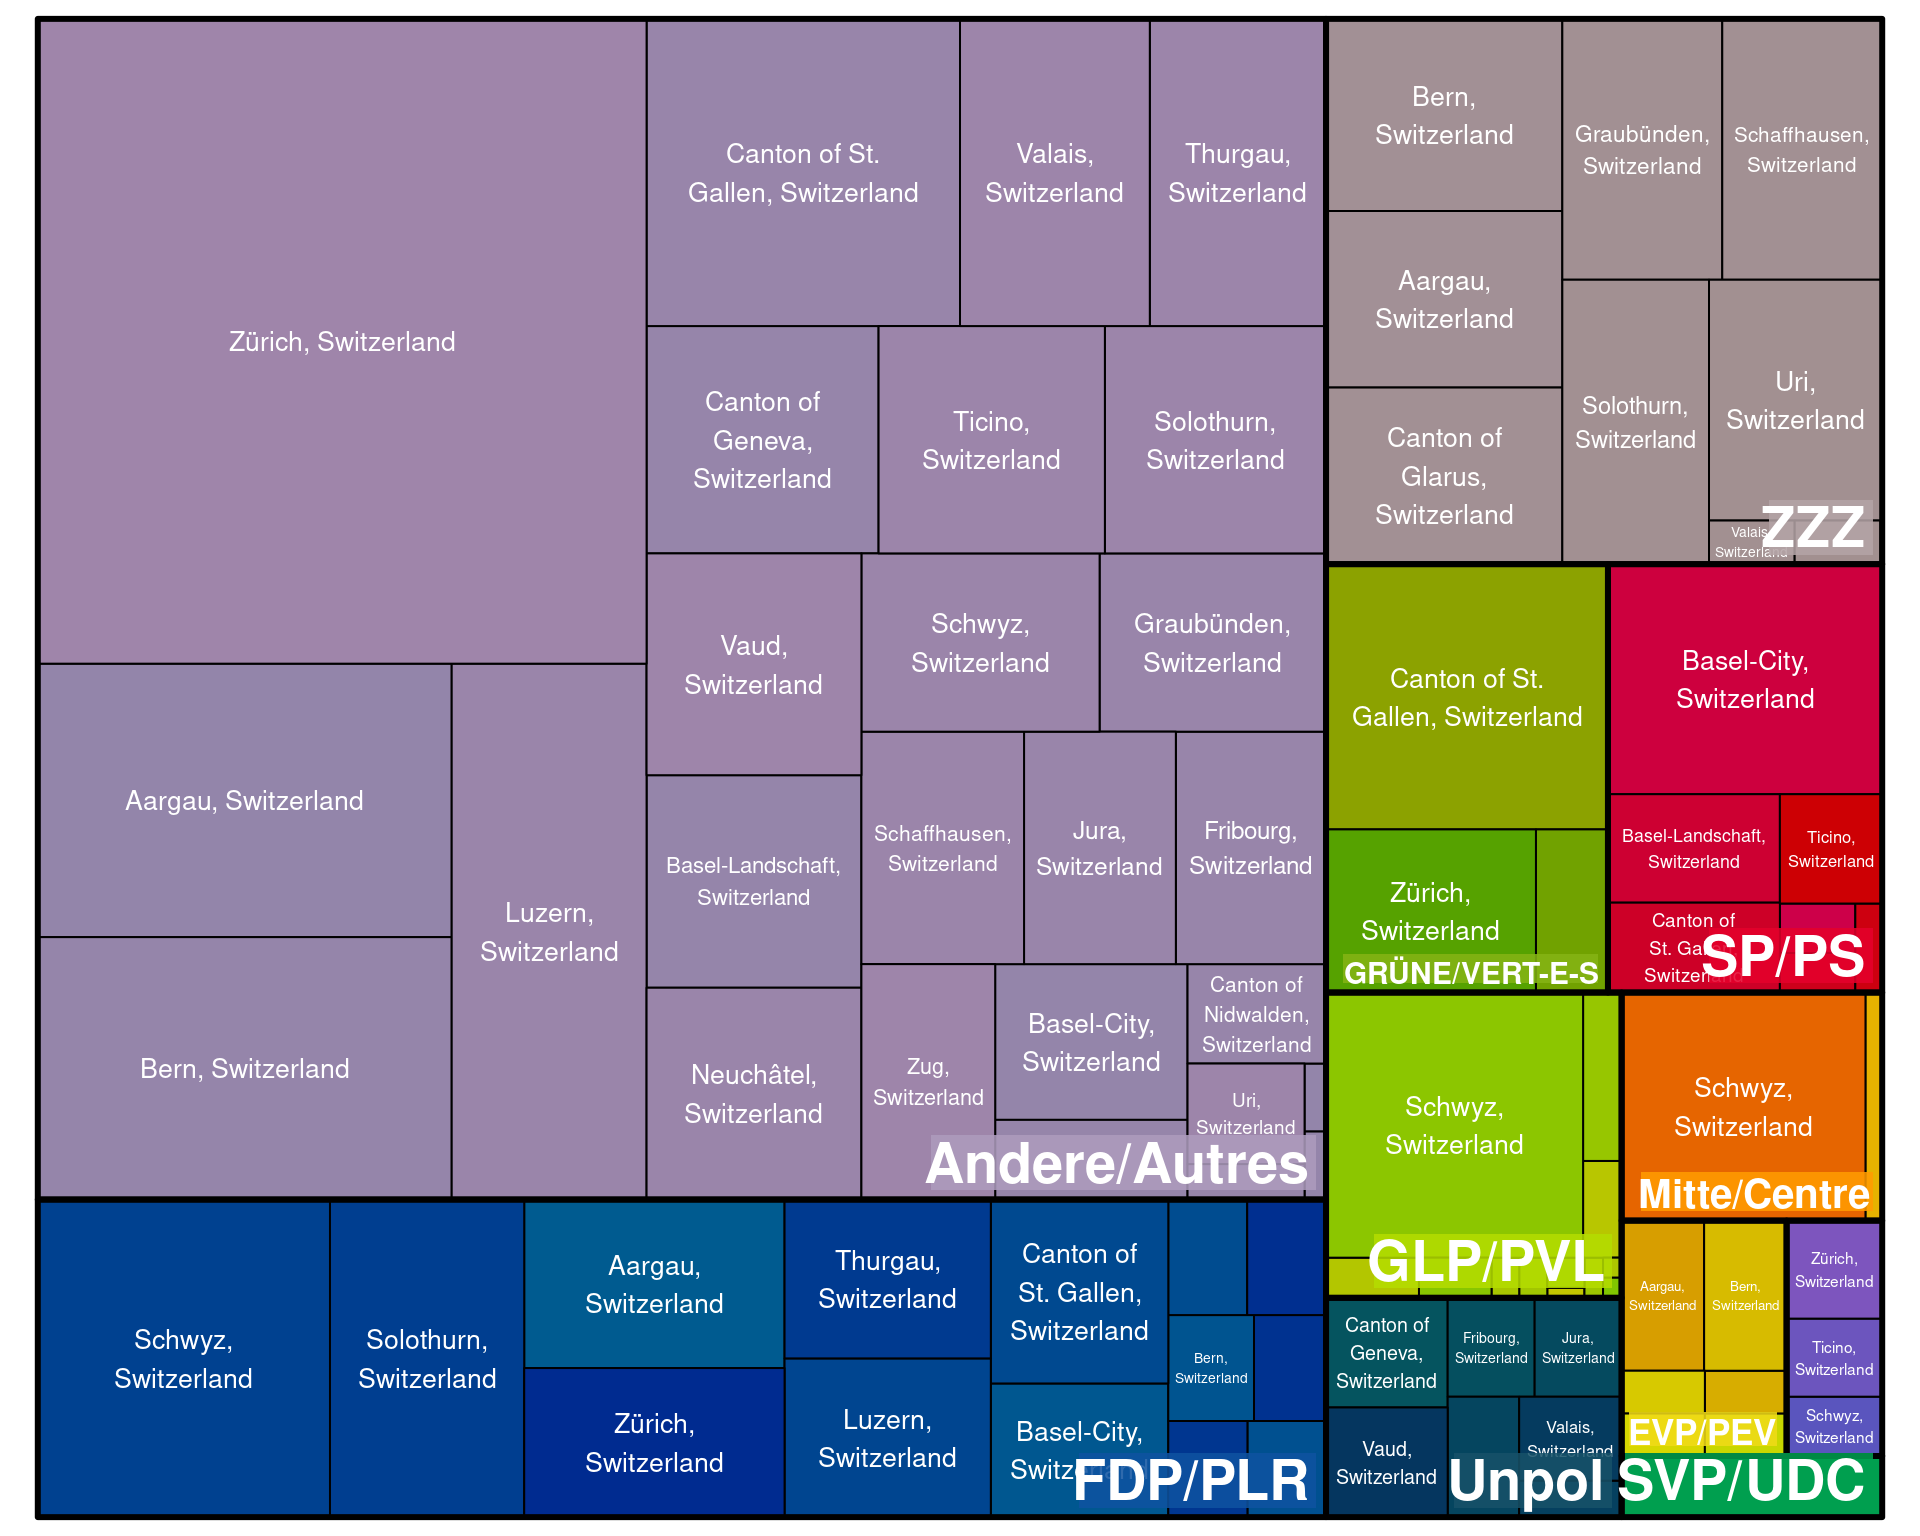 Zürich, Switzerland
Canton of St.
Gallen, Switzerland
Valais,
Switzerland
Thurgau,
Switzerland
Canton of
Geneva,
Switzerland
Ticino,
Switzerland
Solothurn,
Switzerland
Aargau, Switzerland
Bern, Switzerland
Luzern,
Switzerland
Vaud,
Switzerland
Schwyz,
Switzerland
Graubünden,
Switzerland
Basel-Landschaft,
Switzerland
Schaffhausen,
Switzerland
Jura,
Switzerland
Fribourg,
Switzerland
Neuchâtel,
Switzerland
Zug,
Switzerland
Basel-City,
Switzerland
Canton of
Nidwalden,
Switzerland
Uri,
Switzerland
Andere/Autres
Bern,
Switzerland
Graubünden,
Switzerland
Schaffhausen,
Switzerland
Aargau,
Switzerland
Canton of
Glarus,
Switzerland
Solothurn,
Switzerland
Uri,
Switzerland
Valais,
Switzerland
ZZZ
Canton of St.
Gallen, Switzerland
Zürich,
Switzerland
GRÜNE/VERT-E-S
Basel-City,
Switzerland
Basel-Landschaft,
Switzerland
Ticino,
Switzerland
Canton of
St. Gallen,
Switzerland
SP/PS
Schwyz,
Switzerland
GLP/PVL
Schwyz,
Switzerland
Mitte/Centre
Schwyz,
Switzerland
Solothurn,
Switzerland
Aargau,
Switzerland
Zürich,
Switzerland
Thurgau,
Switzerland
Luzern,
Switzerland
Canton of
St. Gallen,
Switzerland
Basel-City,
Switzerland
Bern,
Switzerland
FDP/PLR
Canton of
Geneva,
Switzerland
Fribourg,
Switzerland
Jura,
Switzerland
Vaud,
Switzerland
Valais,
Switzerland
Unpol
Aargau,
Switzerland
Bern,
Switzerland
EVP/PEV
Zürich,
Switzerland
Ticino,
Switzerland
Schwyz,
Switzerland
SVP/UDC